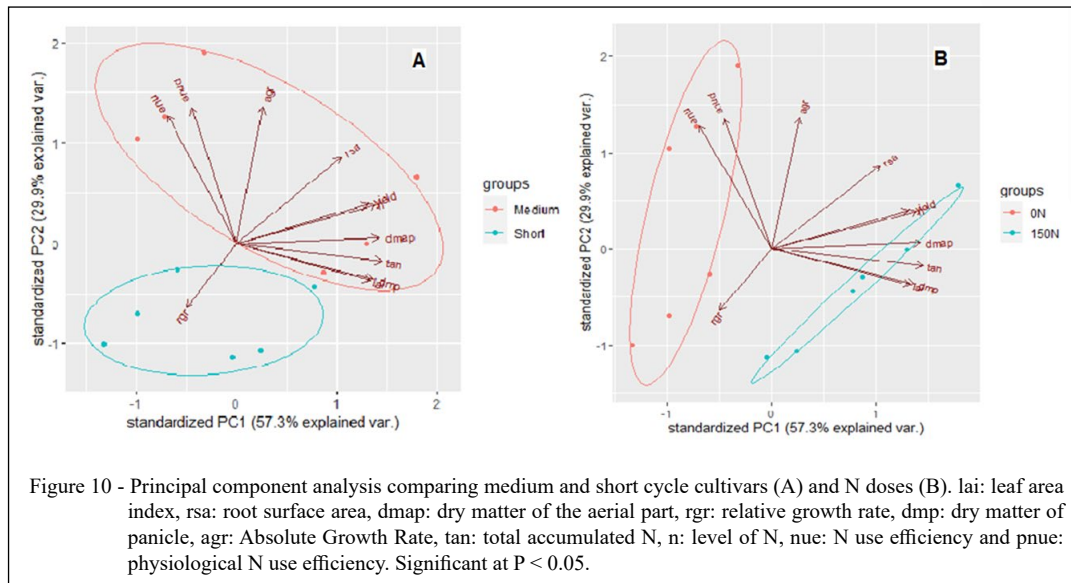 A
standardized PC2 (29.9% explained var.)
2
1
0
-1
nue
pnue
agr
rsa
yield
n
dmap
tan
dmp
rgr
-1
0
1
2
standardized PC1 (57.3% explained var.)
groups
Medium
Short
B
standardized PC2 (29.9% explained var.)
2
1
0
-1
nue
pnue
agr
rsa
yield
dmap
tan
dmp
rgr
-1
0
1
standardized PC1 (57.3% explained var.)
groups
0N
150N
Figure 10 - Principal component analysis comparing medium and short cycle cultivars (A) and N doses (B). lai: leaf area
index, rsa: root surface area, dmap: dry matter of the aerial part, rgr: relative growth rate, dmp: dry matter of
panicle, agr: Absolute Growth Rate, tan: total accumulated N, n: level of N, nue: N use efficiency and pnue:
physiological N use efficiency. Significant at P < 0.05.